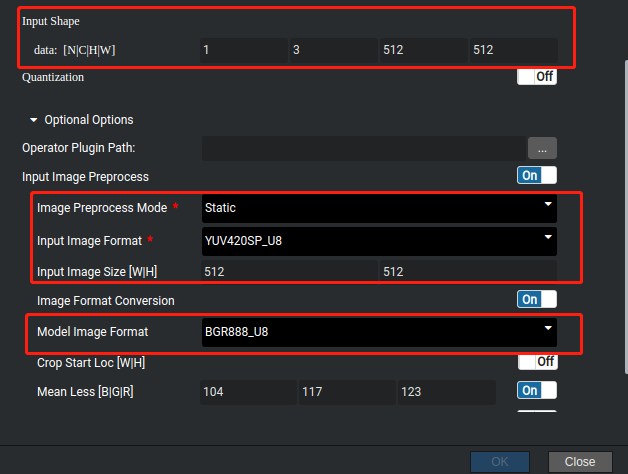 Input Shape
data: [N|C|H|W] 1 3 512 512
Quantization Off
Optional Options
Operator Plugin Path: ...
Input Image Preprocess On
Image Preprocess Mode * Static
Input Image Format * YUV420SP_U8
Input Image Size [W|H] 512 512
Image Format Conversion On
Model Image Format BGR888_U8
Crop Start Loc [W|H] Off
Mean Less [B|G|R] 104 117 123 On
OK Close